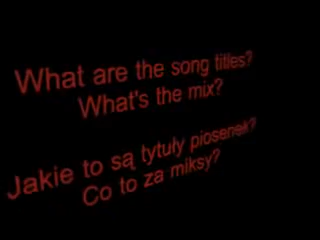 What are the song titles?
What's the mix?
Jakie to są tytuły piosenek?
Co to za miksy?